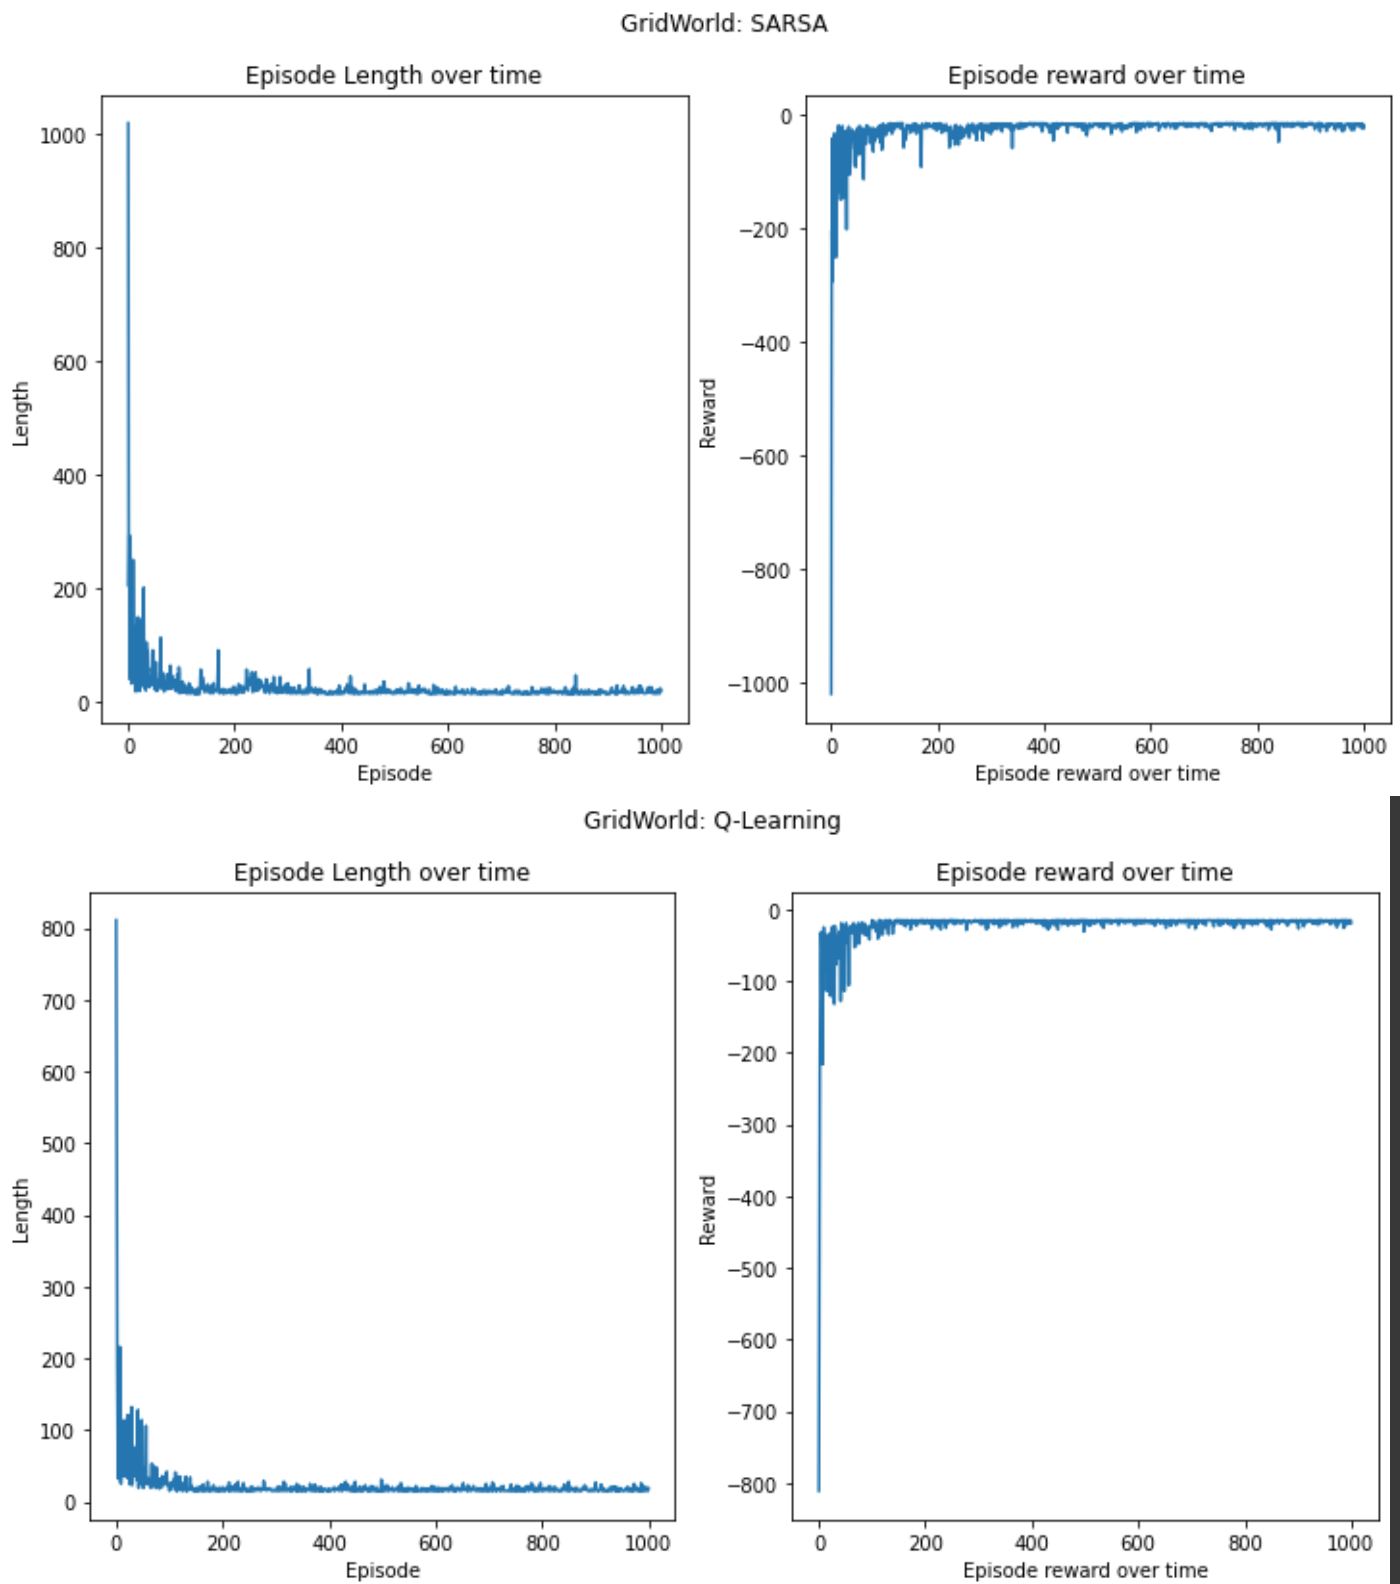 GridWorld: SARSA
Episode Length over time
1000
800
600
400
200
0
Length
0 200 400 600 800 1000
Episode
Episode reward over time
0
−200
−400
−600
−800
−1000
Reward
0 200 400 600 800 1000
Episode reward over time
GridWorld: Q-Learning
Episode Length over time
800
700
600
500
400
300
200
100
0
Length
0 200 400 600 800 1000
Episode
Episode reward over time
0
−100
−200
−300
−400
−500
−600
−700
−800
Reward
0 200 400 600 800 1000
Episode reward over time